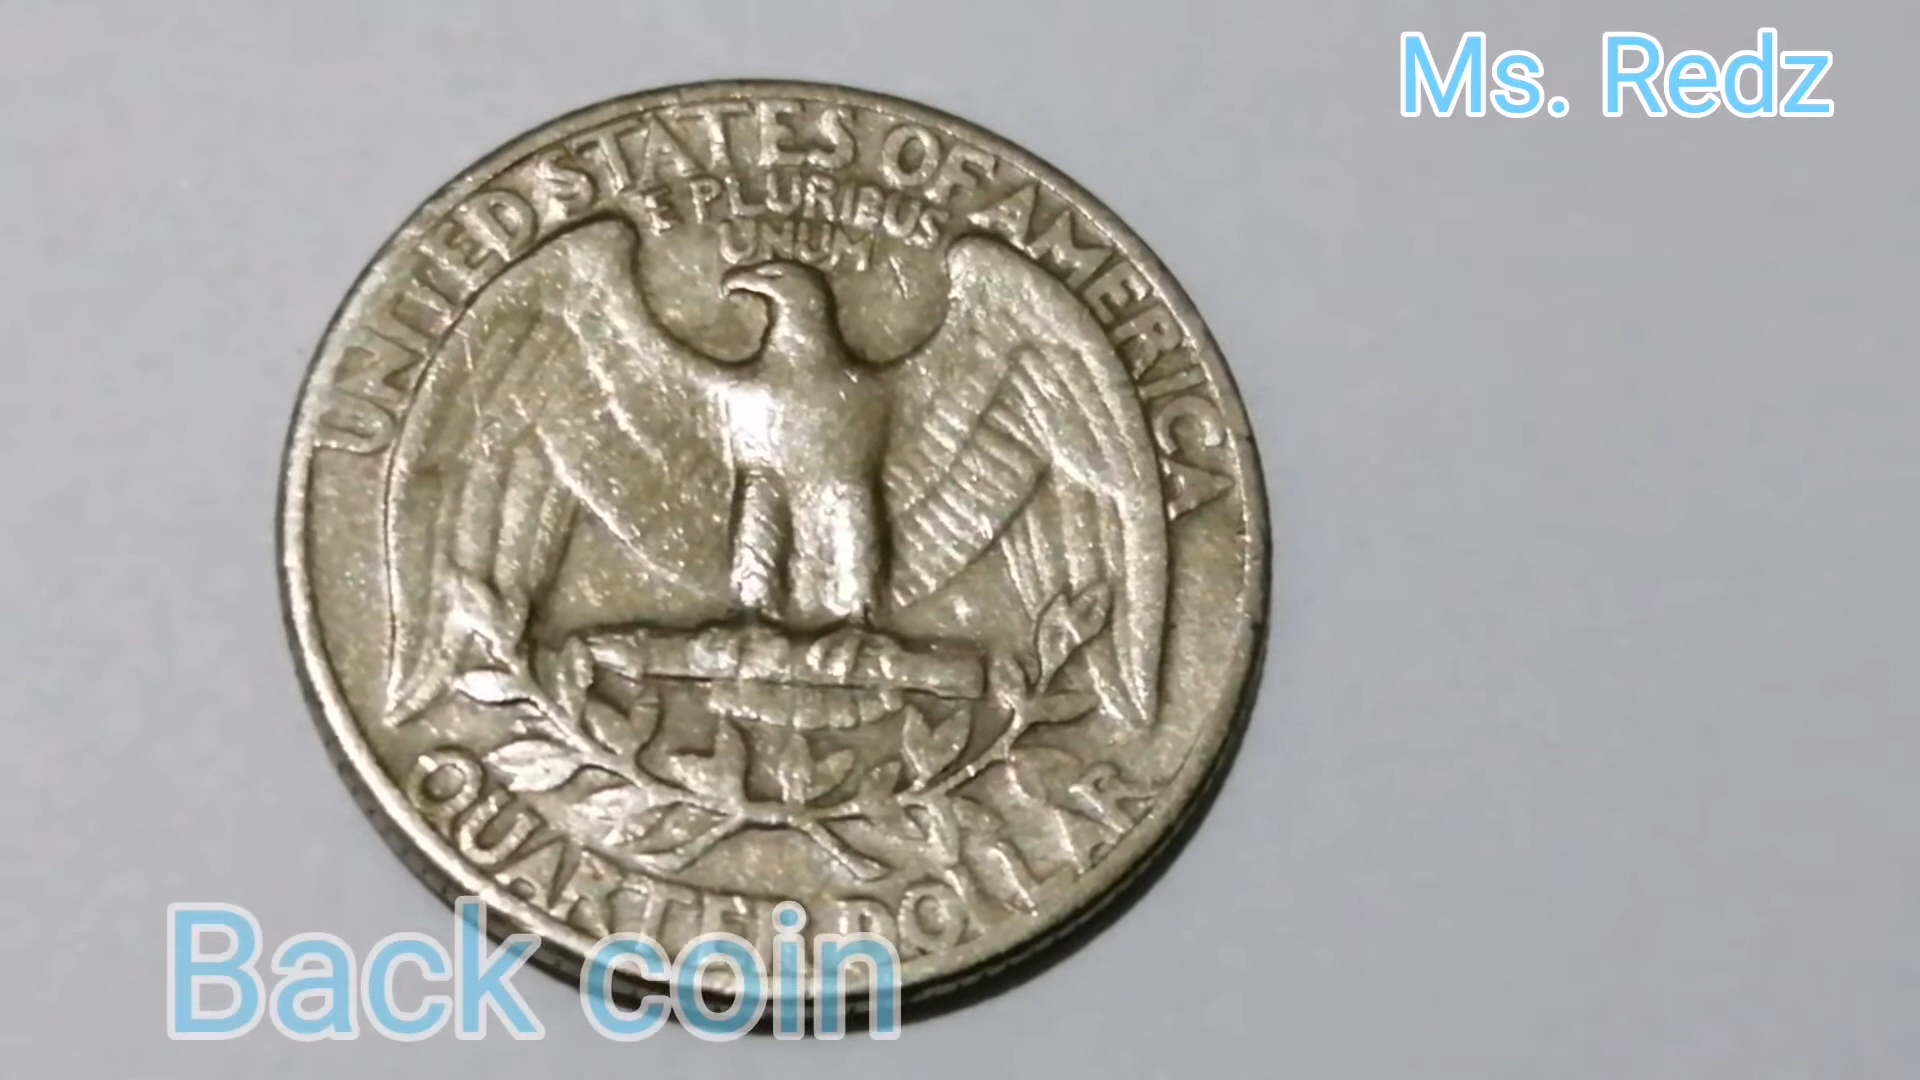 Ms. Redz
UNITED STATES OF AMERICA
E PLURIBUS
UNUM
QUARTER DOLLAR
Back coin